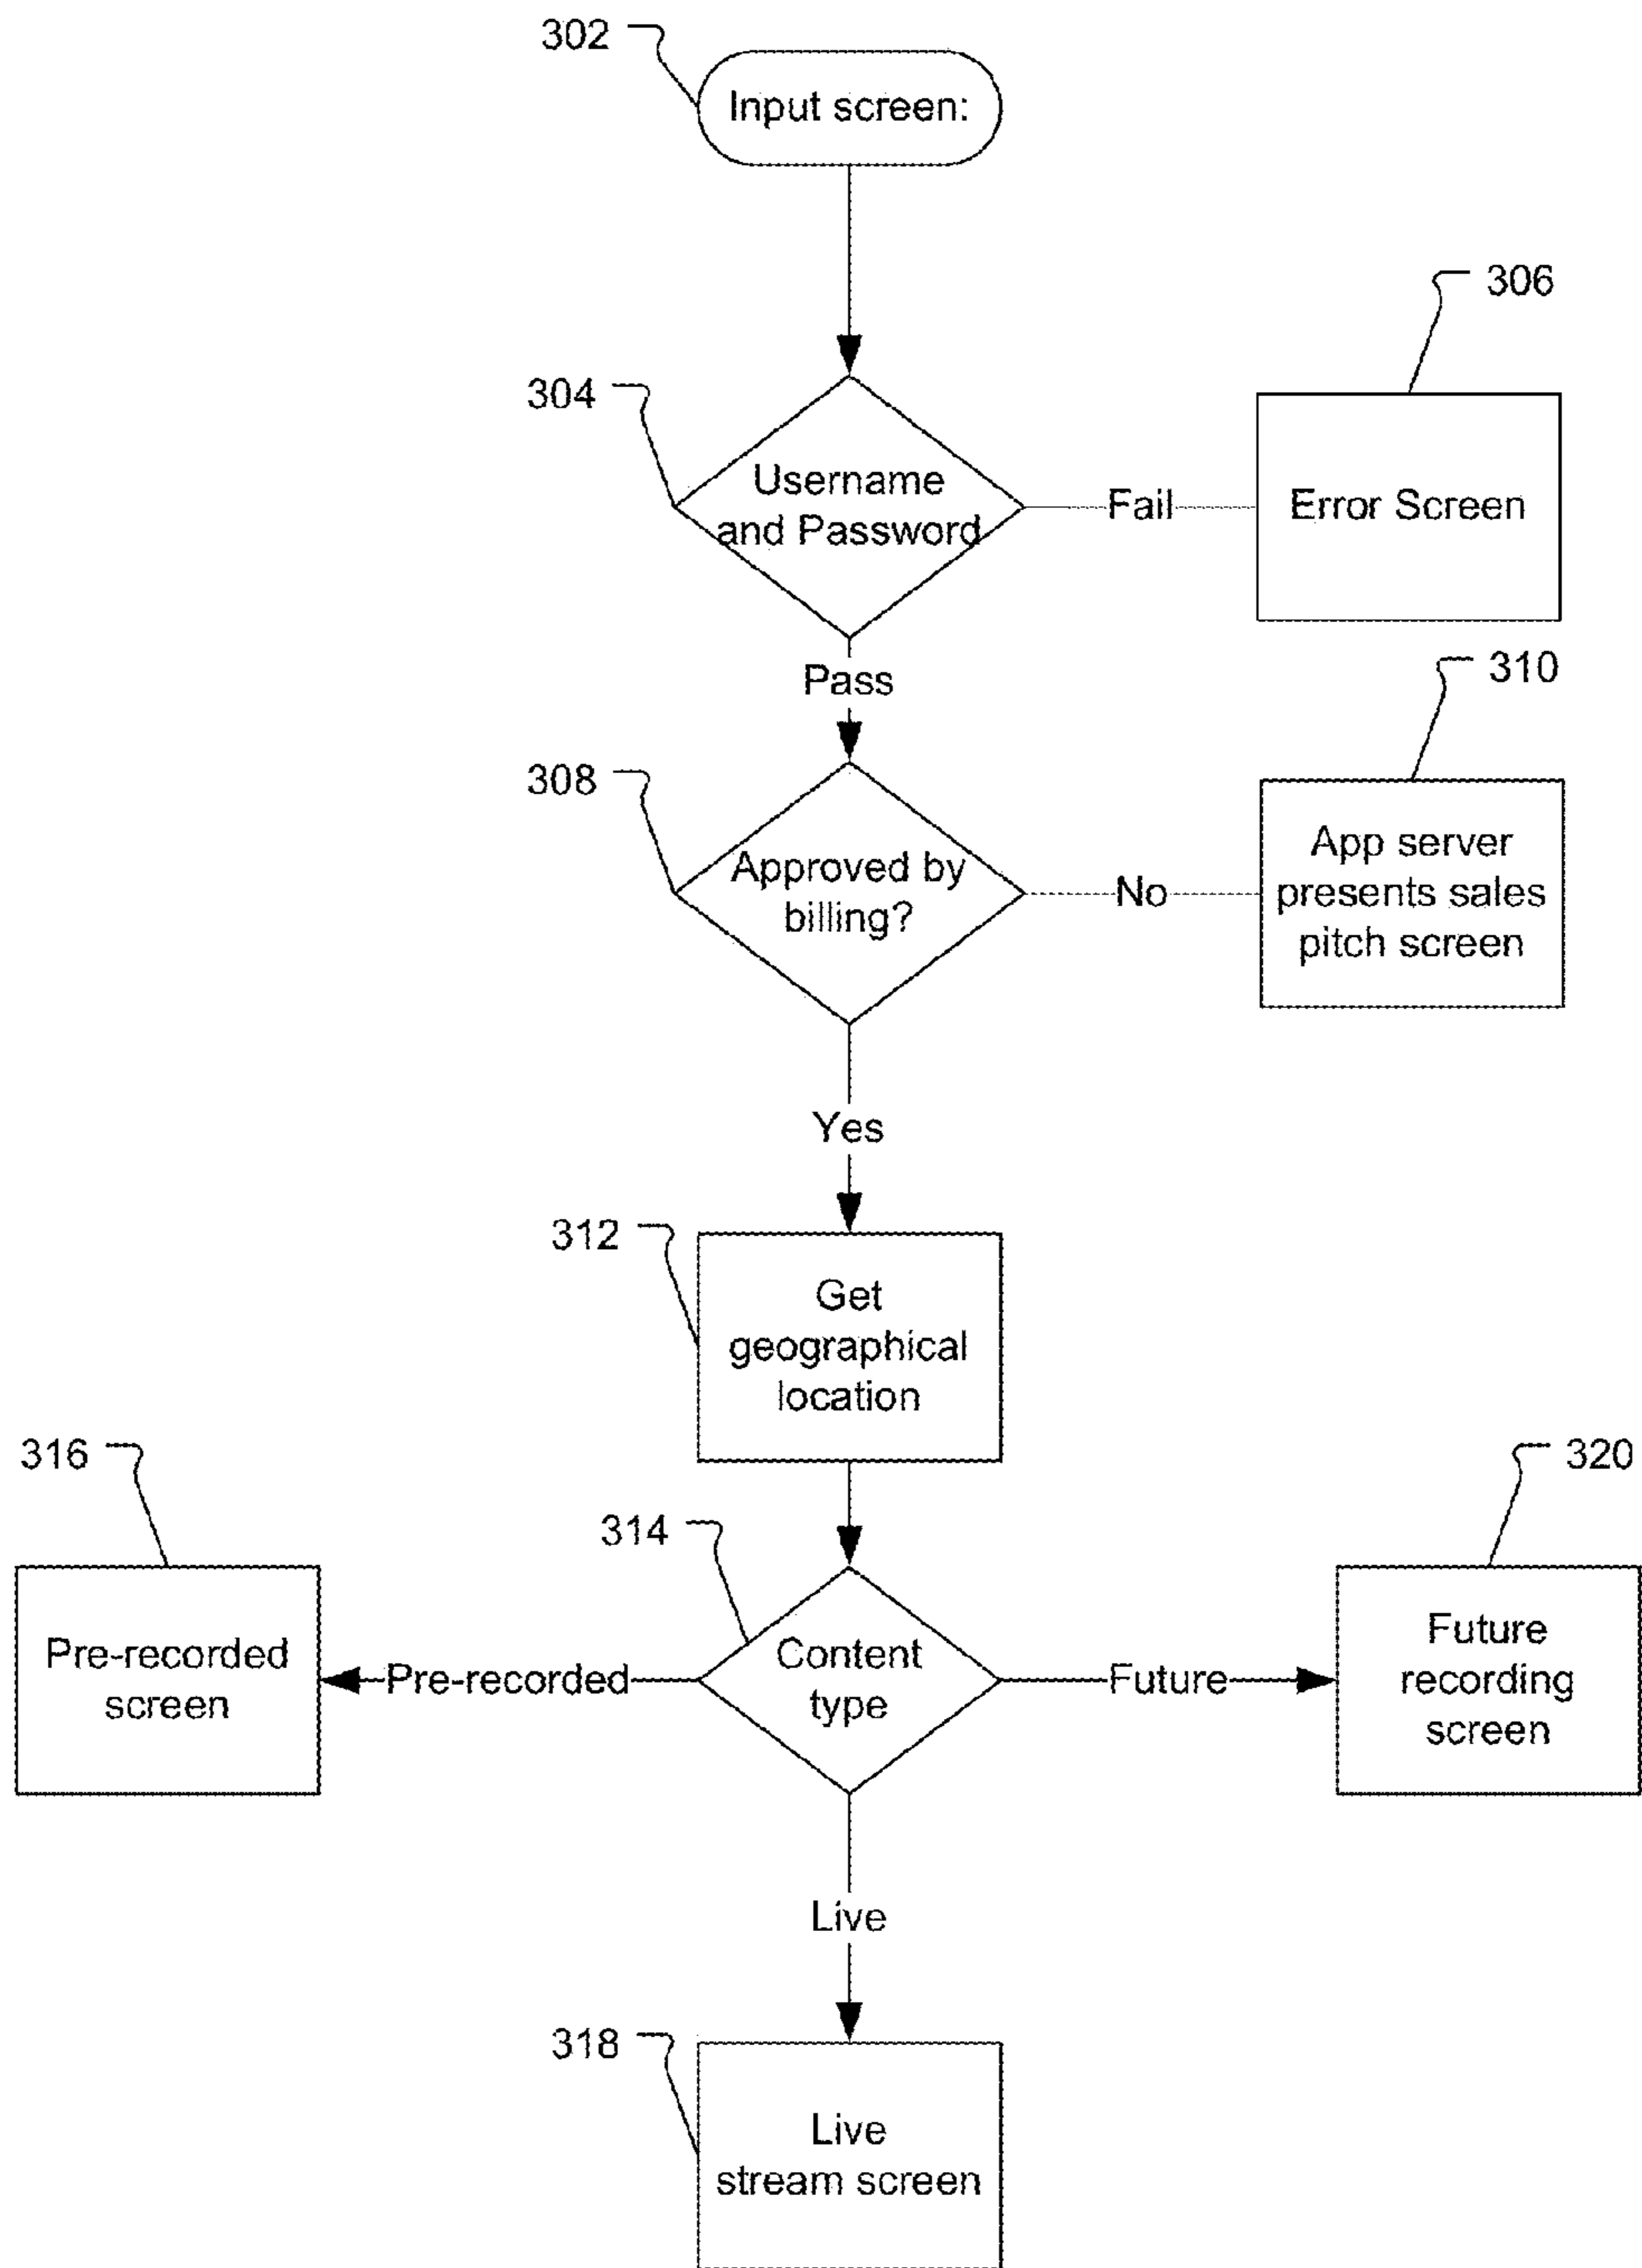 302
Input screen:
306
304
Username
and Password
Fail
Error Screen
Pass
310
308
Approved by
billing?
No
App server
presents sales
pitch screen
Yes
312
Get
geographical
location
316
320
314
Pre-recorded
screen
Pre-recorded
Content
type
Future
Future
recording
screen
Live
318
Live
stream screen